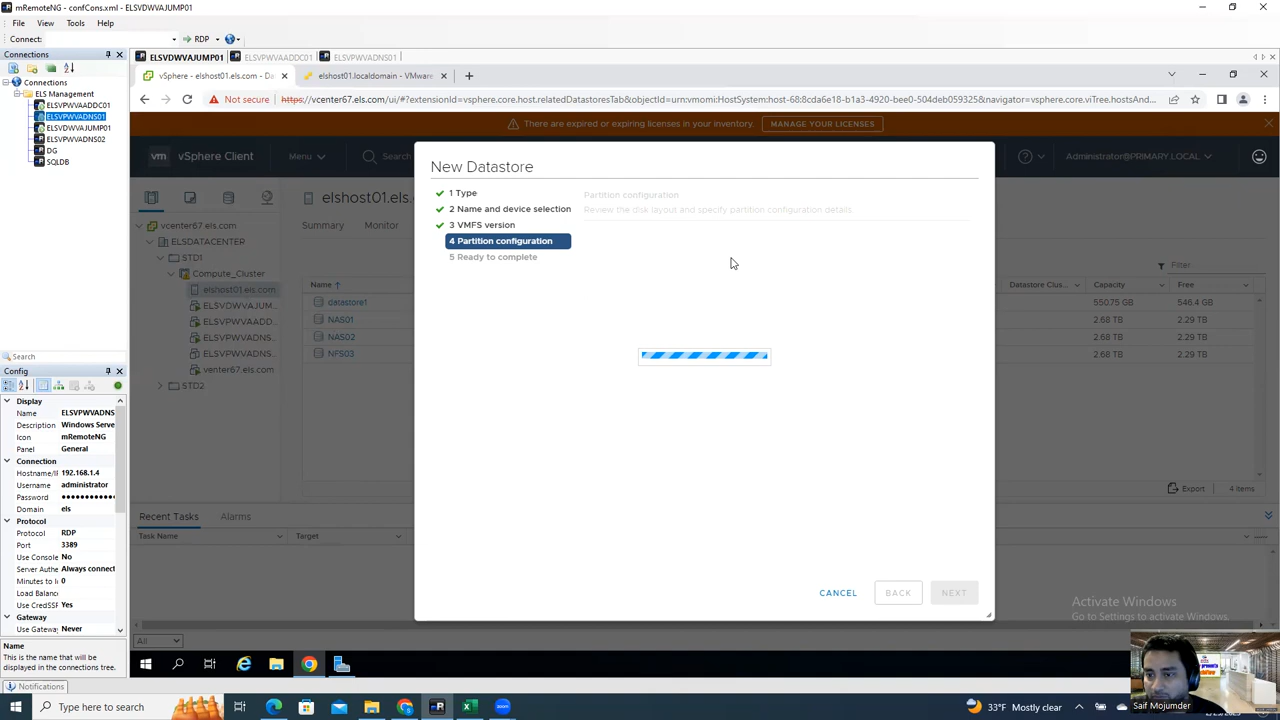 mRemoteNG - confCons.xml - ELSVDWVAJUMP01
File View Tools Help
Connect: RDP
Connections
ELSVDWVAJUMP01 ELSVPWVAADDC01 ELSVPWVADNS01
vSphere - elshost01.els.com - Da
elshost01.localdomain - VMware
Not secure https://vcenter67.els.com/ui/#?extensionId=vsphere.core.host.relatedDatastoresTab&objectId=urn:vmomi:HostSystem:host-68:8cda6e18-b1a3-4920-bee0-504deb059325&navigator=vsphere.core.viTree.hostsAnd
Connections
ELS Management
ELSVPWVAADDC01
ELSVPWVADNS01
ELSVDWVAJUMP01
ELSVPWVADNS02
DG
SQLDB
There are expired or expiring licenses in your inventory. MANAGE YOUR LICENSES
vm vSphere Client Menu Search
Administrator@PRIMARY.LOCAL
vcenter67.els.com
ELSDATACENTER
STD1
Compute_Cluster
elshost01.els.com
ELSVDWVAJUM...
ELSVPWVAADD...
ELSVPWVADNS...
ELSVPWVADNS...
venter67.els.com
STD2
elshost01.els.
Summary Monitor
Filter
Name Datastore Clus... Capacity Free
datastore1 550.75 GB 546.4 GB
NAS01 2.68 TB 2.29 TB
NAS02 2.68 TB 2.29 TB
NFS03 2.68 TB 2.29 TB
Export 4 items
New Datastore
1 Type
2 Name and device selection
3 VMFS version
4 Partition configuration
5 Ready to complete
Partition configuration
Review the disk layout and specify partition configuration details.
CANCEL BACK NEXT
Recent Tasks Alarms
Task Name Target
All
Search
Config
Display
Name ELSVPWVADNS
Description Windows Serve
Icon mRemoteNG
Panel General
Connection
Hostname/IP 192.168.1.4
Username administrator
Password ••••••••••••
Domain els
Protocol
Protocol RDP
Port 3389
Use Console No
Server Authe Always connect
Minutes to Id 0
Load Balance
Use CredSSP Yes
Gateway
Use Gateway Never
Name
This is the name that will be
displayed in the connections tree.
Notifications
Activate Windows
Go to Settings to activate Windows.
Saif Mojumder
Type here to search
33°F Mostly clear